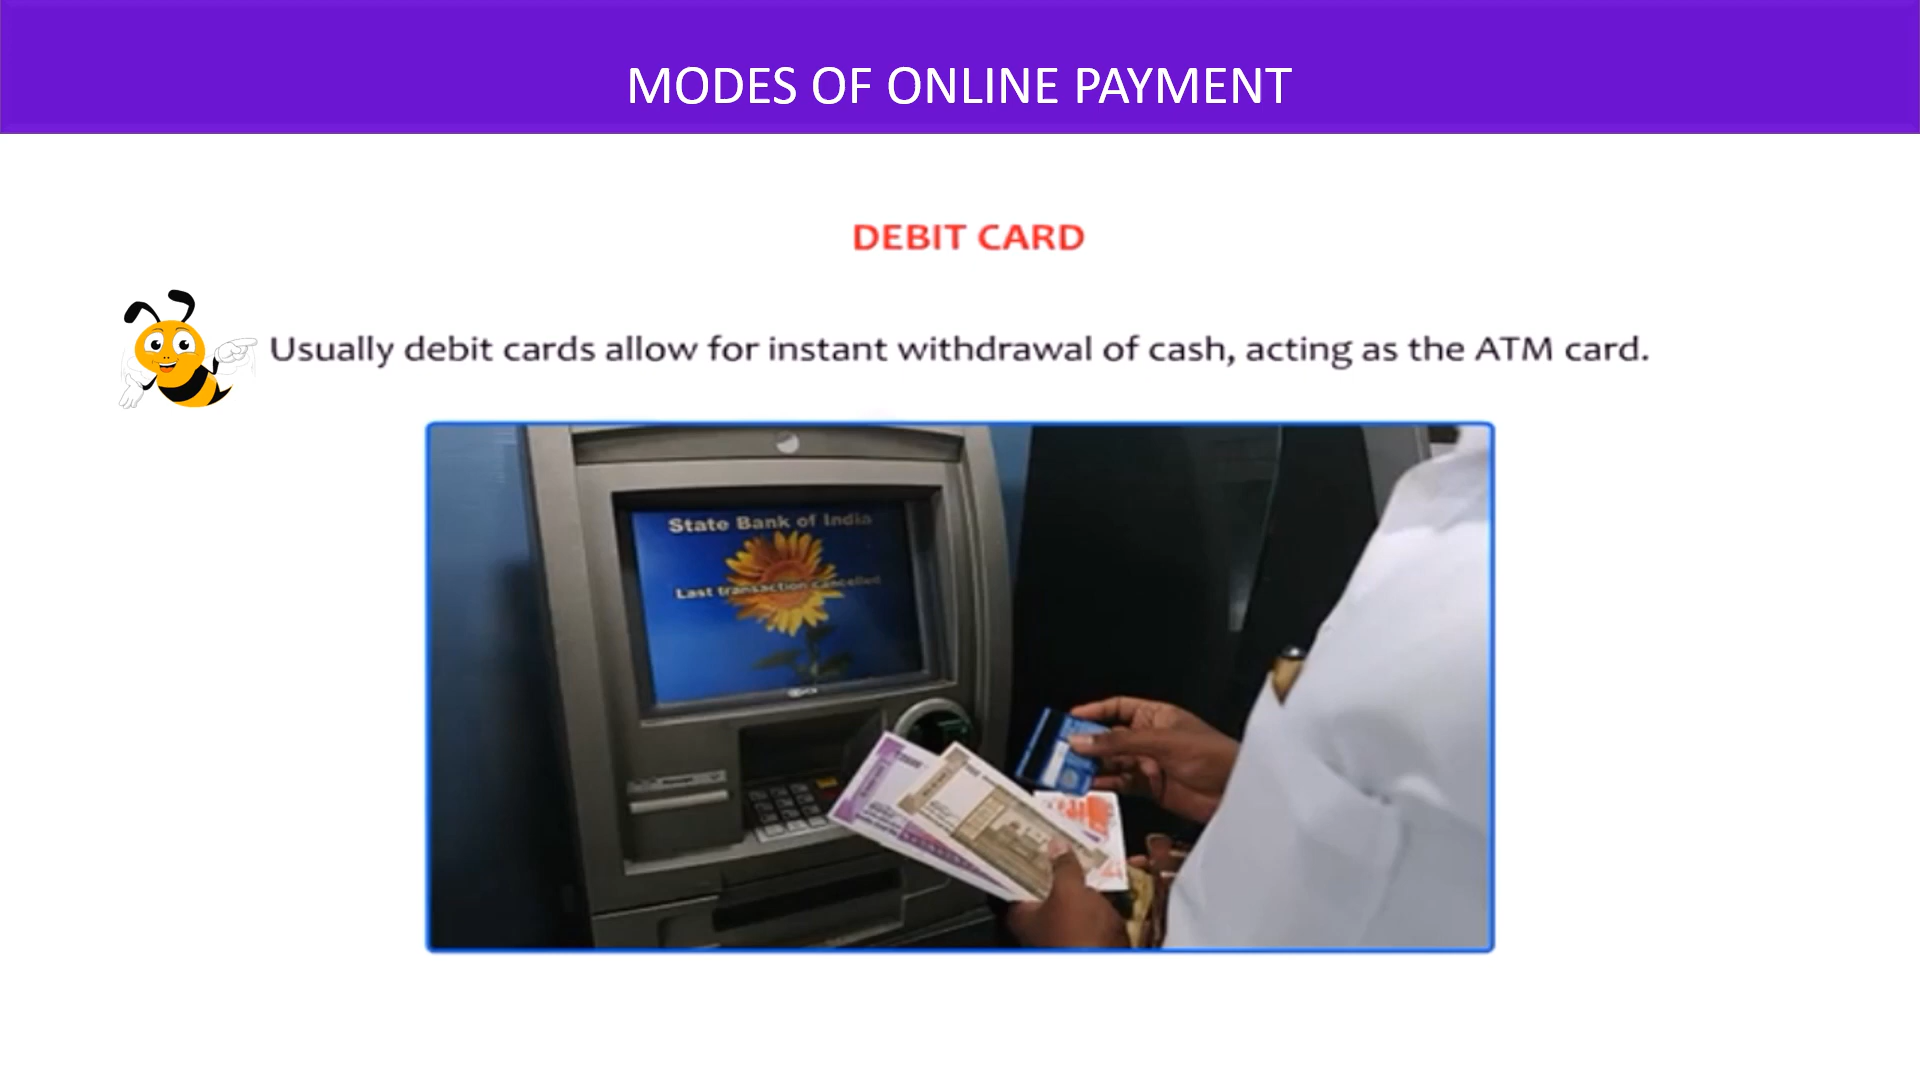 MODES OF ONLINE PAYMENT
DEBIT CARD
Usually debit cards allow for instant withdrawal of cash, acting as the ATM card.
State Bank of India
Last transaction cancelled